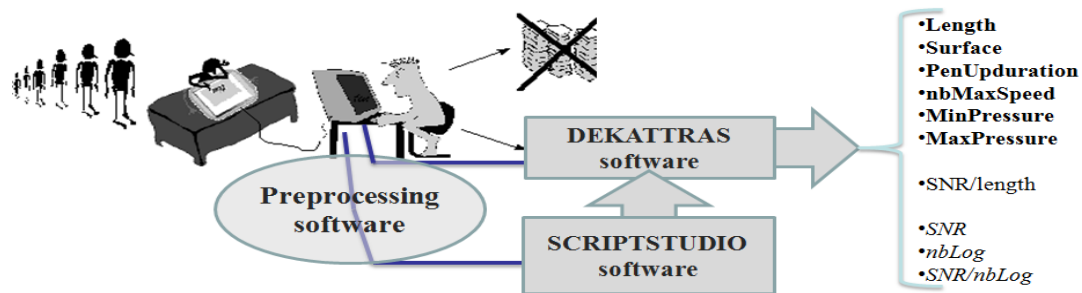 DEKATTRAS
software
Preprocessing
software
SCRIPTSTUDIO
software
•Length
•Surface
•PenUpduration
•nbMaxSpeed
•MinPressure
•MaxPressure
•SNR/length
•SNR
•nbLog
•SNR/nbLog